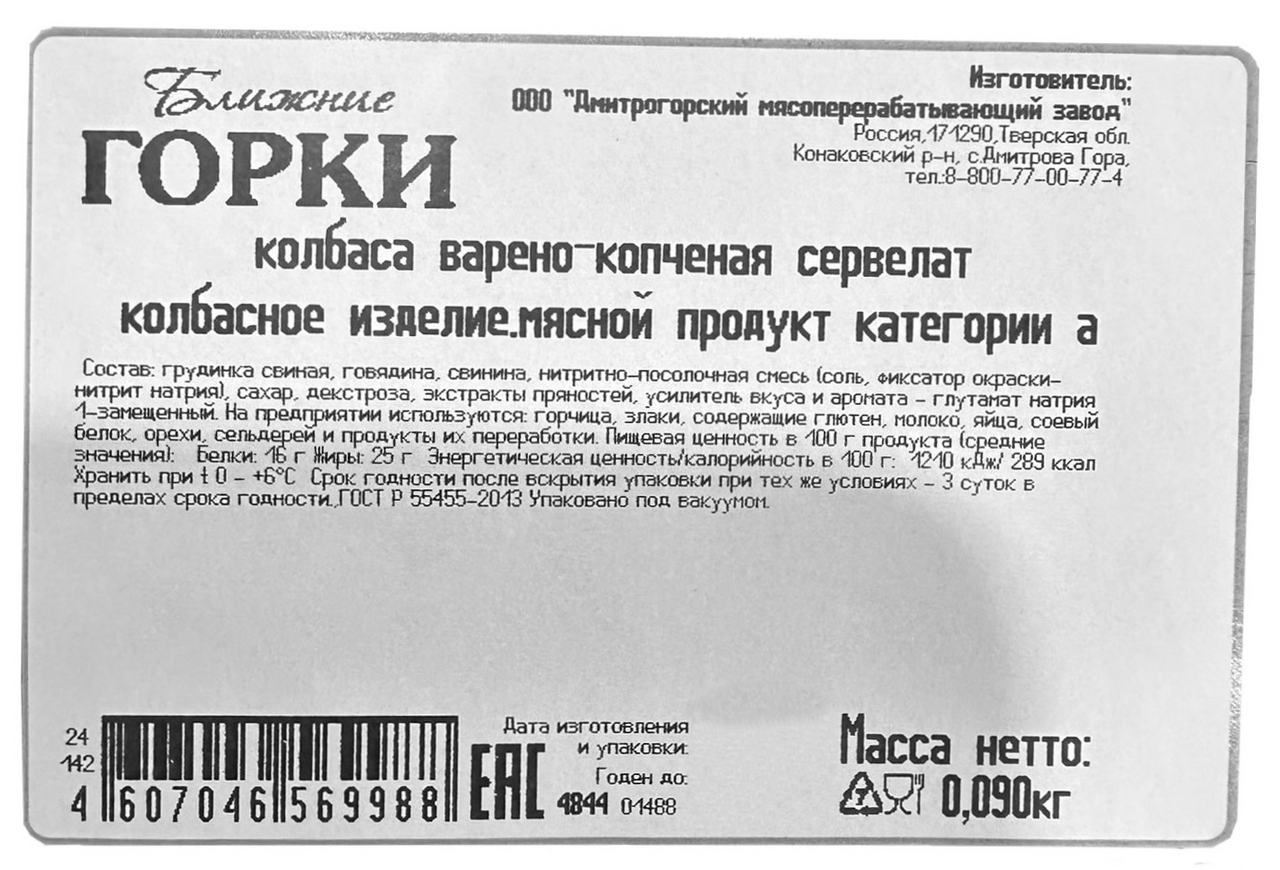 Ближние
ГОРКИ
Изготовитель:
ООО "Дмитрогорский мясоперерабатывающий завод"
Россия,171290,Тверская обл.
Конаковский р-н, с.Дмитрова Гора,
тел.:8-800-77-00-77-4
колбаса варено-копченая сервелат
колбасное изделие.мясной продукт категории а
Состав: грудинка свиная, говядина, свинина, нитритно-посолочная смесь (соль, фиксатор окраски-
нитрит натрия), сахар, декстроза, экстракты пряностей, усилитель вкуса и аромата - глутамат натрия
1-замещенный. На предприятии используются: горчица, злаки, содержащие глютен, молоко, яйца, соевый
белок, орехи, сельдерей и продукты их переработки. Пищевая ценность в 100 г продукта (средние
значения): Белки: 16 г Жиры: 25 г Энергетическая ценность/калорийность в 100 г: 1210 кДж/ 289 ккал
Хранить при t 0 - +6°С Срок годности после вскрытия упаковки при тех же условиях - 3 суток в
пределах срока годности.,ГОСТ Р 55455-2013 Упаковано под вакуумом.
24
142
4 607046 569988
EAC
Дата изготовления
и упаковки:
Годен до:
4844 01488
Масса нетто:
0,090кг